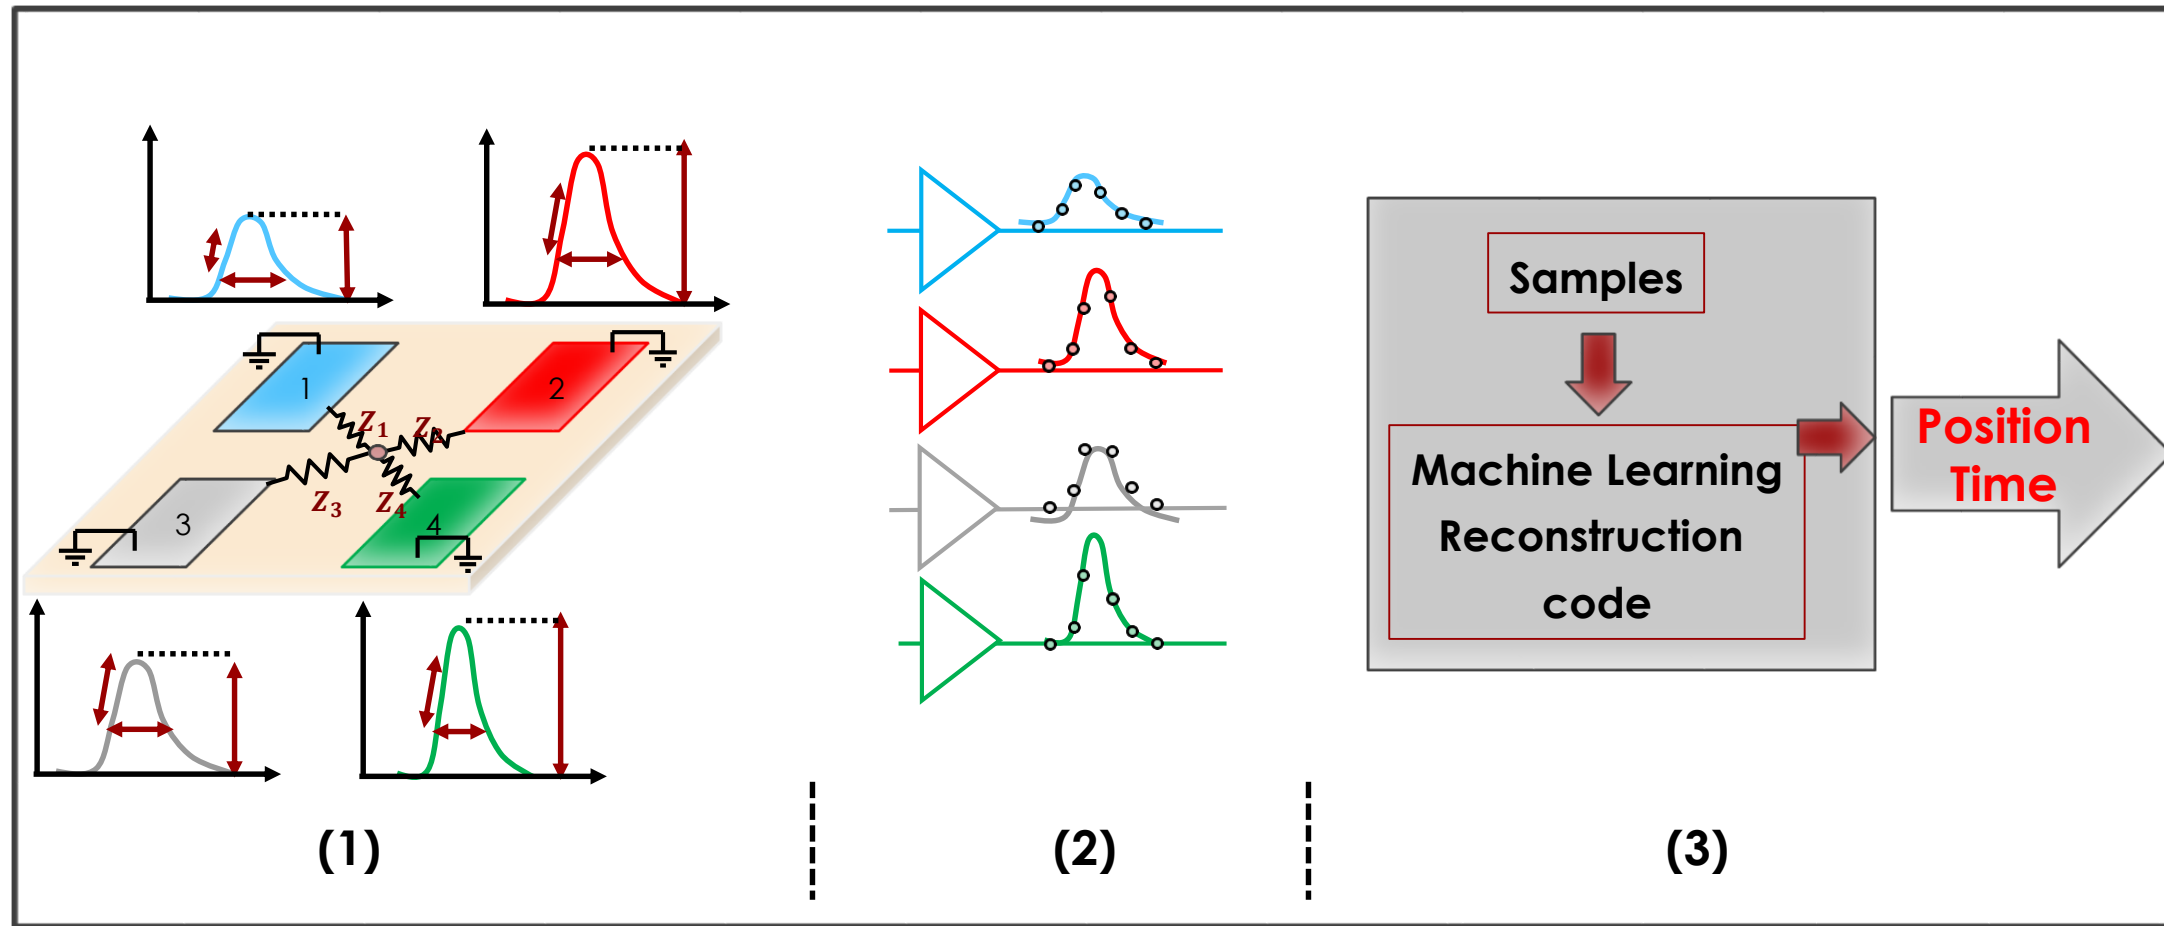 1
2
Z1
Z2
3
Z3
Z4
4
(1)
(2)
Samples
Machine Learning
Reconstruction
code
(3)
Position
Time